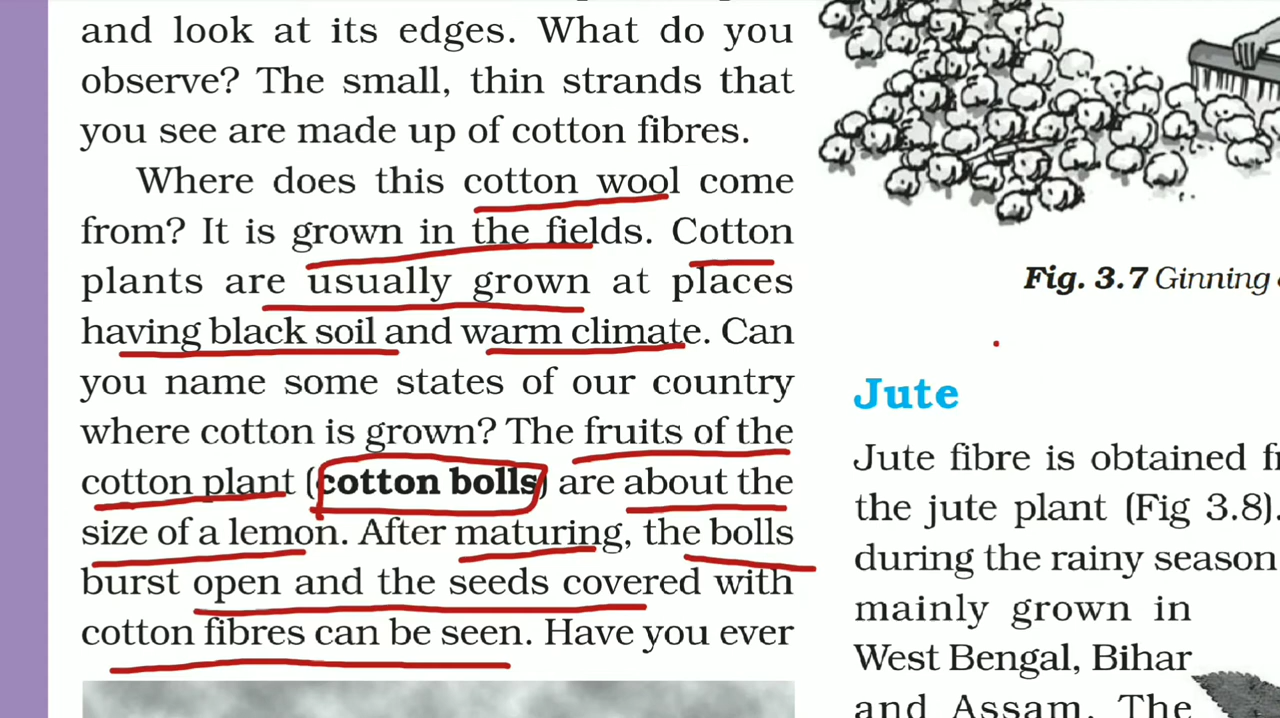 and look at its edges. What do you
observe? The small, thin strands that
you see are made up of cotton fibres.
Where does this cotton wool come
from? It is grown in the fields. Cotton
plants are usually grown at places
having black soil and warm climate. Can
you name some states of our country
where cotton is grown? The fruits of the
cotton plant (cotton bolls) are about the
size of a lemon. After maturing, the bolls
burst open and the seeds covered with
cotton fibres can be seen. Have you ever
Fig. 3.7 Ginning
Jute
Jute fibre is obtained
the jute plant (Fig 3.8).
during the rainy season
mainly grown in
West Bengal, Bihar
and Assam. The